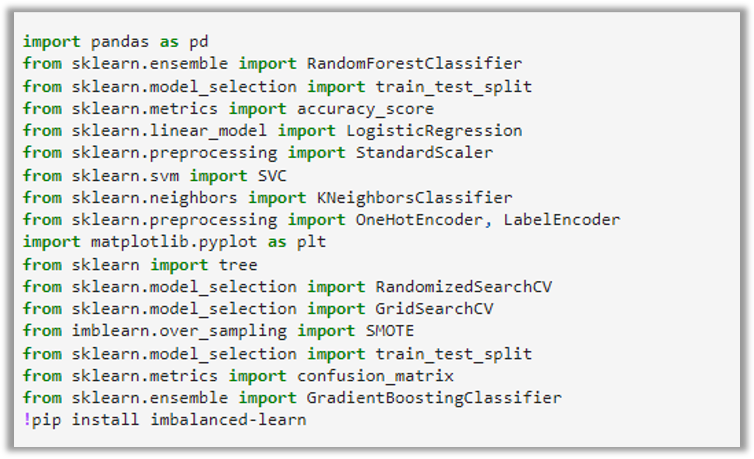 import pandas as pd
from sklearn.ensemble import RandomForestClassifier
from sklearn.model_selection import train_test_split
from sklearn.metrics import accuracy_score
from sklearn.linear_model import LogisticRegression
from sklearn.preprocessing import StandardScaler
from sklearn.svm import SVC
from sklearn.neighbors import KNeighborsClassifier
from sklearn.preprocessing import OneHotEncoder, LabelEncoder
import matplotlib.pyplot as plt
from sklearn import tree
from sklearn.model_selection import RandomizedSearchCV
from sklearn.model_selection import GridSearchCV
from imblearn.over_sampling import SMOTE
from sklearn.model_selection import train_test_split
from sklearn.metrics import confusion_matrix
from sklearn.ensemble import GradientBoostingClassifier
!pip install imbalanced-learn